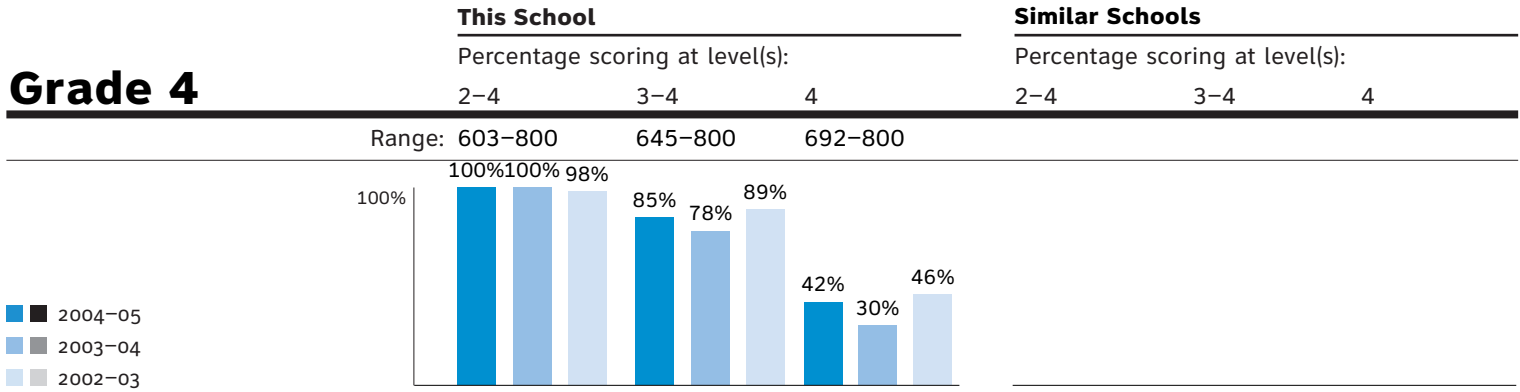 This School Similar Schools
Percentage scoring at level(s): Percentage scoring at level(s):
Grade 4 2–4 3–4 4 2–4 3–4 4
Range: 603–800 645–800 692–800
100% 100% 100% 98% 85% 78% 89% 42% 30% 46%
2004–05
2003–04
2002–03